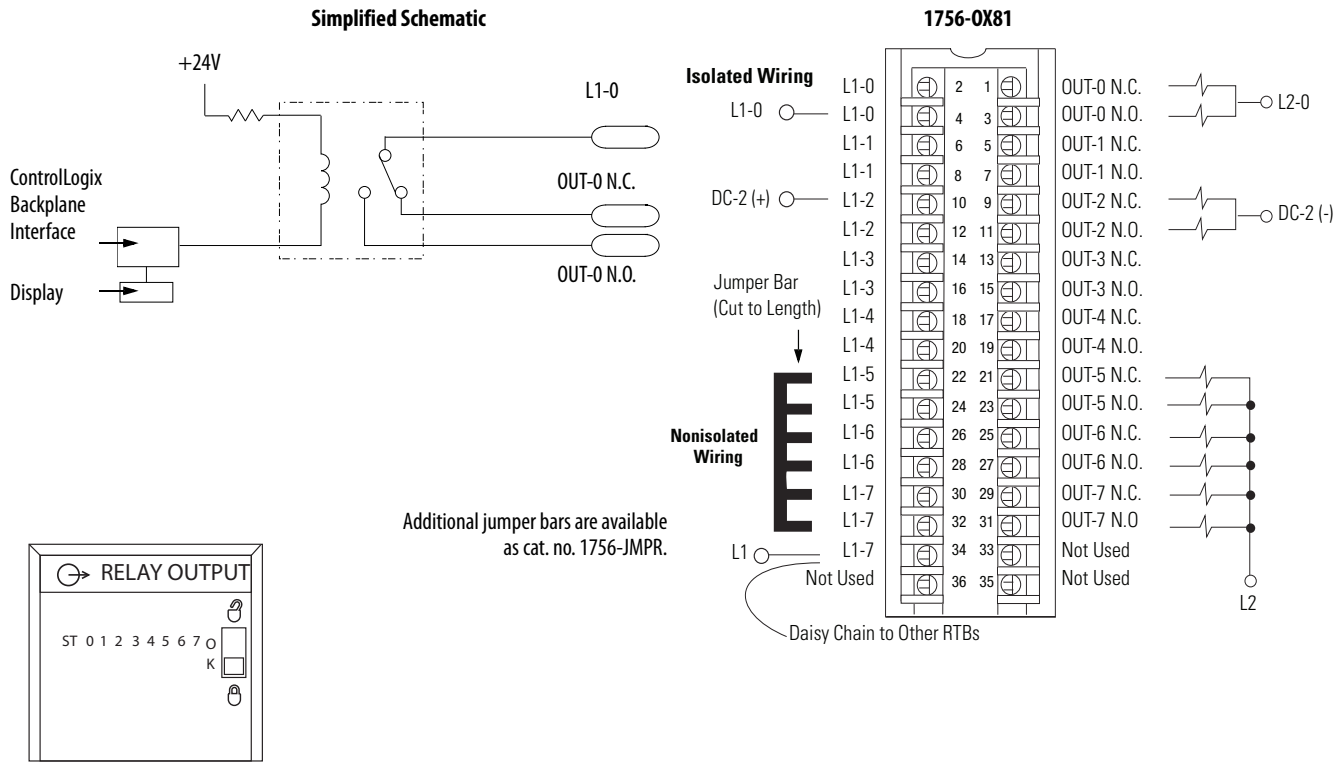 Simplified Schematic
+24V
L1-0
OUT-0 N.C.
OUT-0 N.O.
ControlLogix
Backplane
Interface
Display
Additional jumper bars are available
as cat. no. 1756-JMPR.
RELAY OUTPUT
ST 0 1 2 3 4 5 6 7 O
K
1756-OX81
Isolated Wiring
L1-0 2 1 OUT-0 N.C.
L1-0 L1-0 4 3 OUT-0 N.O. L2-0
L1-1 6 5 OUT-1 N.C.
L1-1 8 7 OUT-1 N.O.
DC-2 (+) L1-2 10 9 OUT-2 N.C. DC-2 (-)
L1-2 12 11 OUT-2 N.O.
L1-3 14 13 OUT-3 N.C.
L1-3 16 15 OUT-3 N.O.
Jumper Bar
(Cut to Length)
L1-4 18 17 OUT-4 N.C.
L1-4 20 19 OUT-4 N.O.
L1-5 22 21 OUT-5 N.C.
L1-5 24 23 OUT-5 N.O.
L1-6 26 25 OUT-6 N.C.
Nonisolated
Wiring
L1-6 28 27 OUT-6 N.O.
L1-7 30 29 OUT-7 N.C.
L1-7 32 31 OUT-7 N.O
L1 L1-7 34 33 Not Used
Not Used 36 35 Not Used
L2
Daisy Chain to Other RTBs